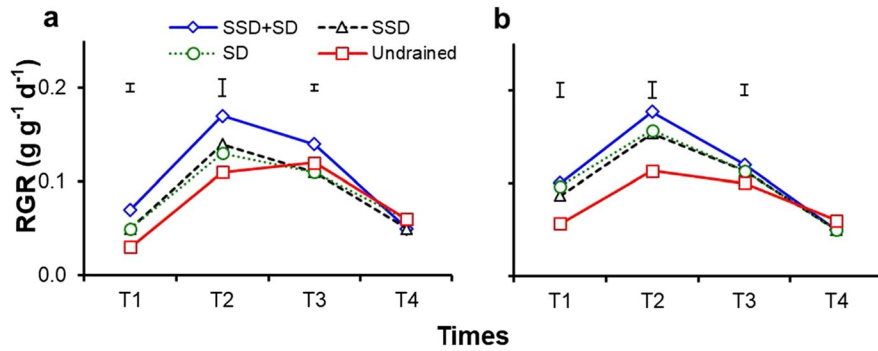 a
b
SSD+SD
SSD
SD
Undrained
RGR (g g⁻¹ d⁻¹)
0.2
0.1
0.0
T1 T2 T3 T4
T1 T2 T3 T4
Times